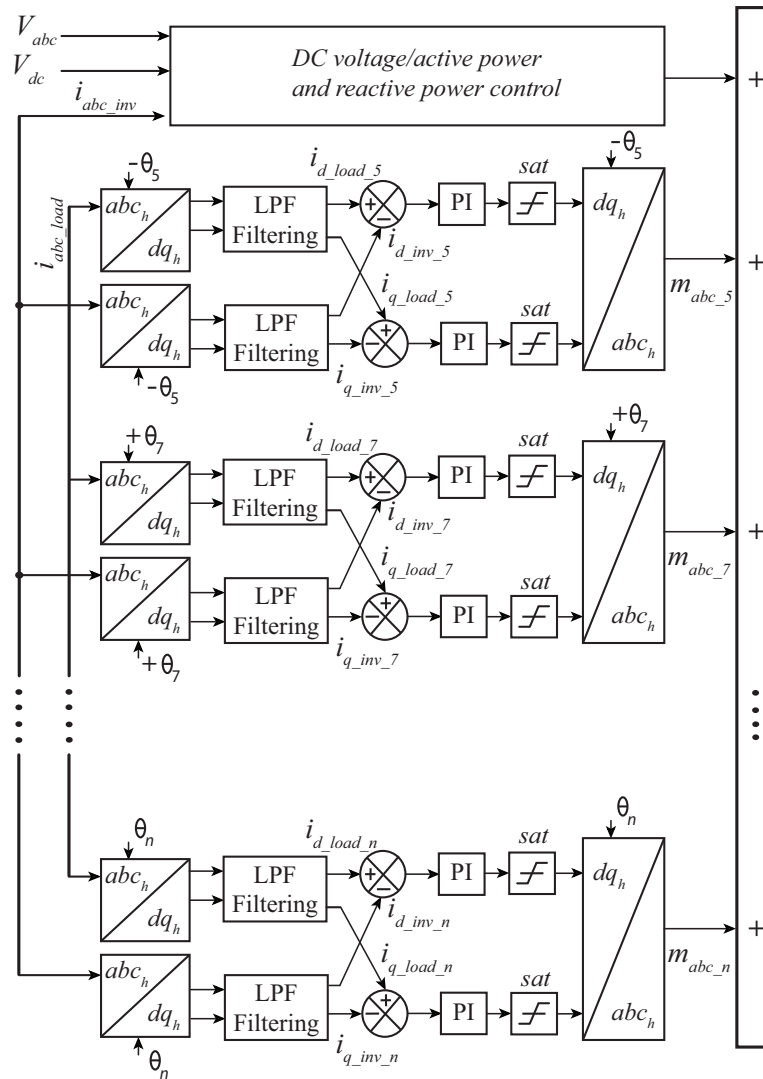 V_abc
V_dc
i_abc_inv
DC voltage/active power
and reactive power control
+
i_abc_load
-θ_5
abc_h
dq_h
LPF
Filtering
i_d_load_5
+
−
i_d_inv_5
PI
sat
-θ_5
dq_h
abc_h
m_abc_5
+
abc_h
dq_h
-θ_5
LPF
Filtering
i_q_load_5
+
−
i_q_inv_5
PI
sat
+θ_7
abc_h
dq_h
LPF
Filtering
i_d_load_7
+
−
i_d_inv_7
PI
sat
+θ_7
dq_h
abc_h
m_abc_7
+
abc_h
dq_h
+θ_7
LPF
Filtering
i_q_load_7
+
−
i_q_inv_7
PI
sat
θ_n
abc_h
dq_h
LPF
Filtering
i_d_load_n
+
−
i_d_inv_n
PI
sat
θ_n
dq_h
abc_h
m_abc_n
+
abc_h
dq_h
θ_n
LPF
Filtering
i_q_load_n
+
−
i_q_inv_n
PI
sat